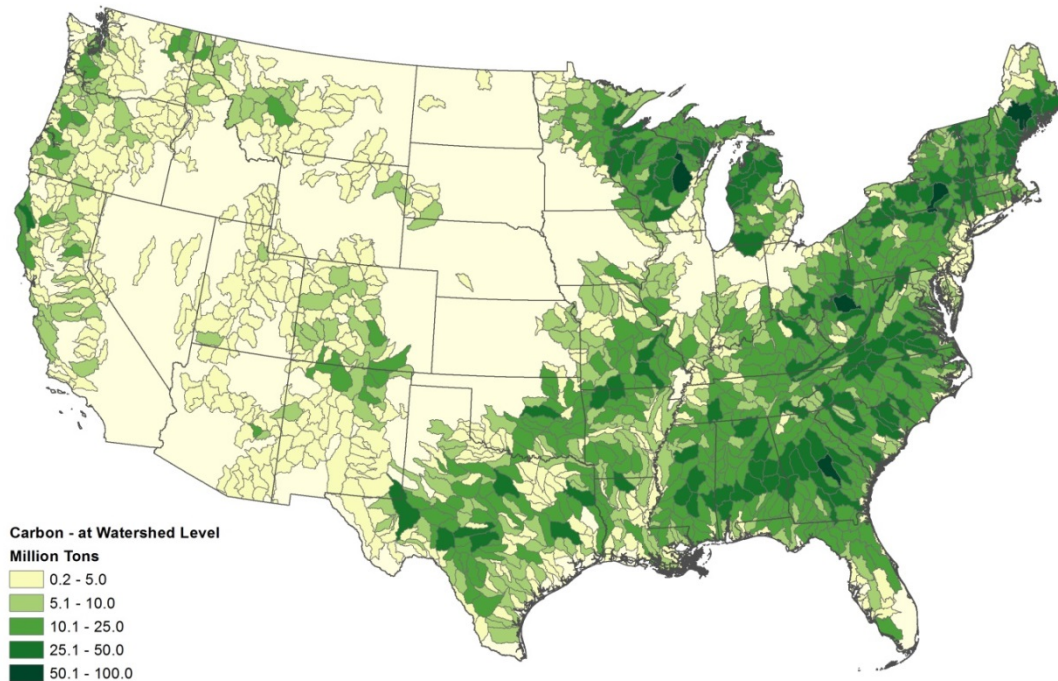 Carbon - at Watershed Level
Million Tons
0.2 - 5.0
5.1 - 10.0
10.1 - 25.0
25.1 - 50.0
50.1 - 100.0